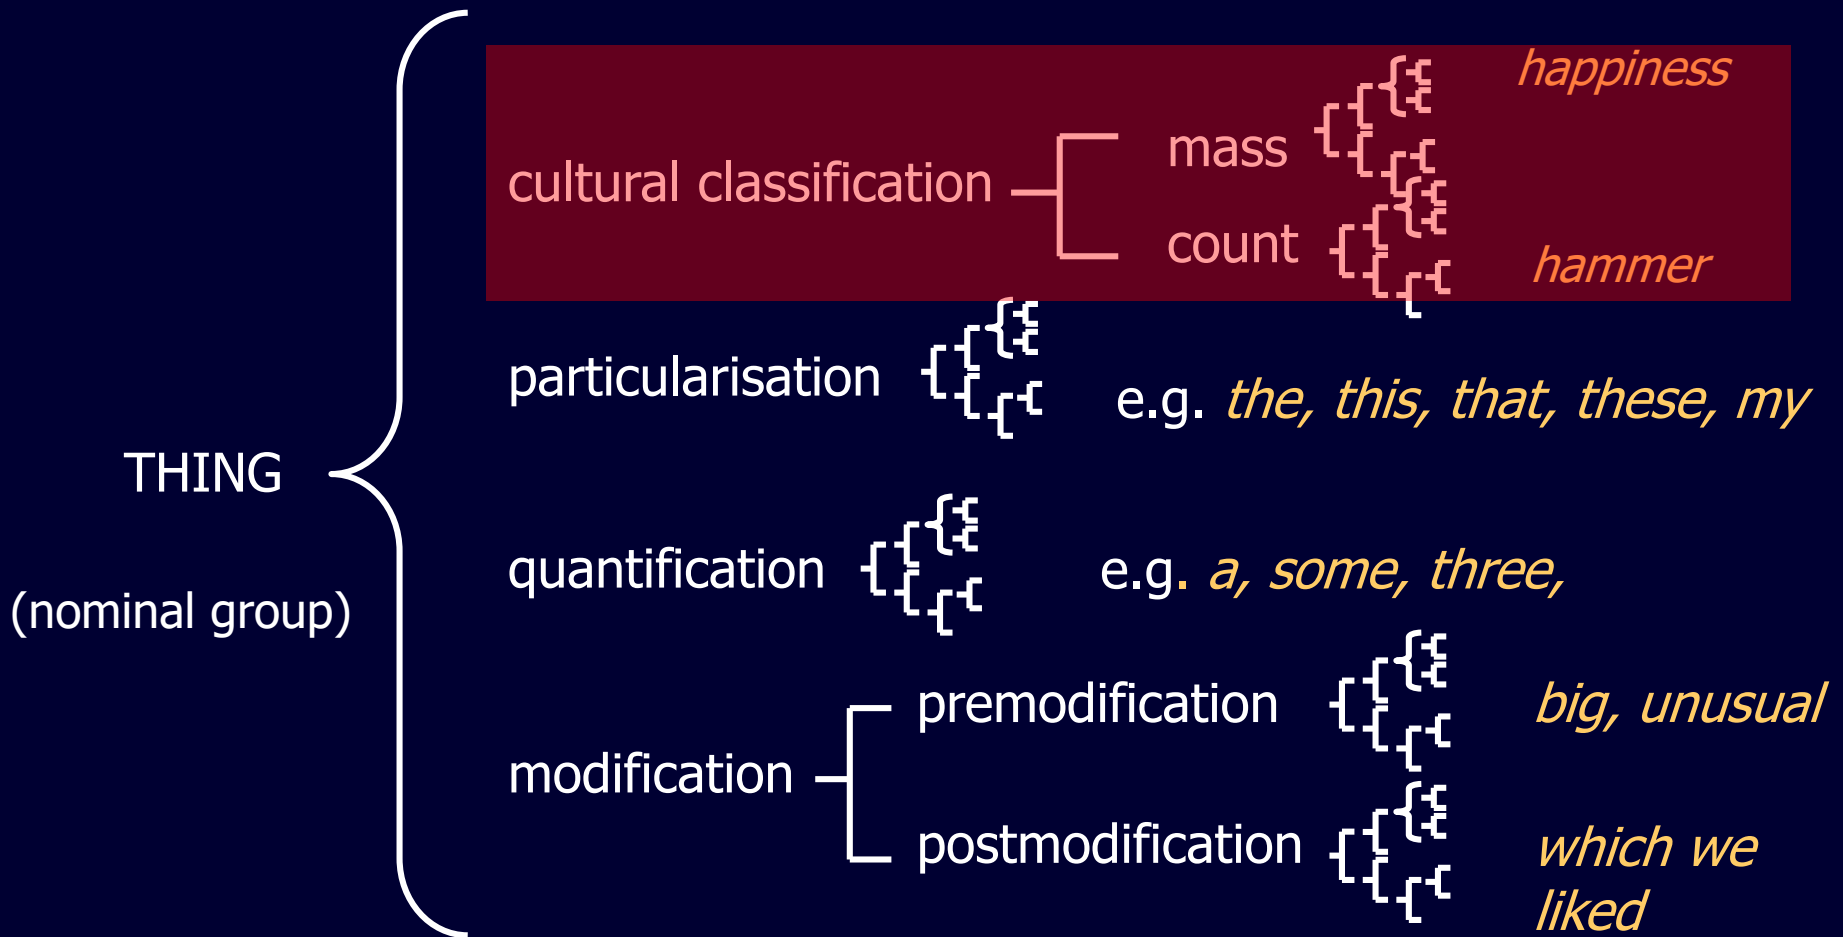 happiness
mass
cultural classification
count
hammer
particularisation
e.g. the, this, that, these, my
THING
quantification
e.g. a, some, three,
(nominal group)
premodification
big, unusual
modification
postmodification
which we
liked